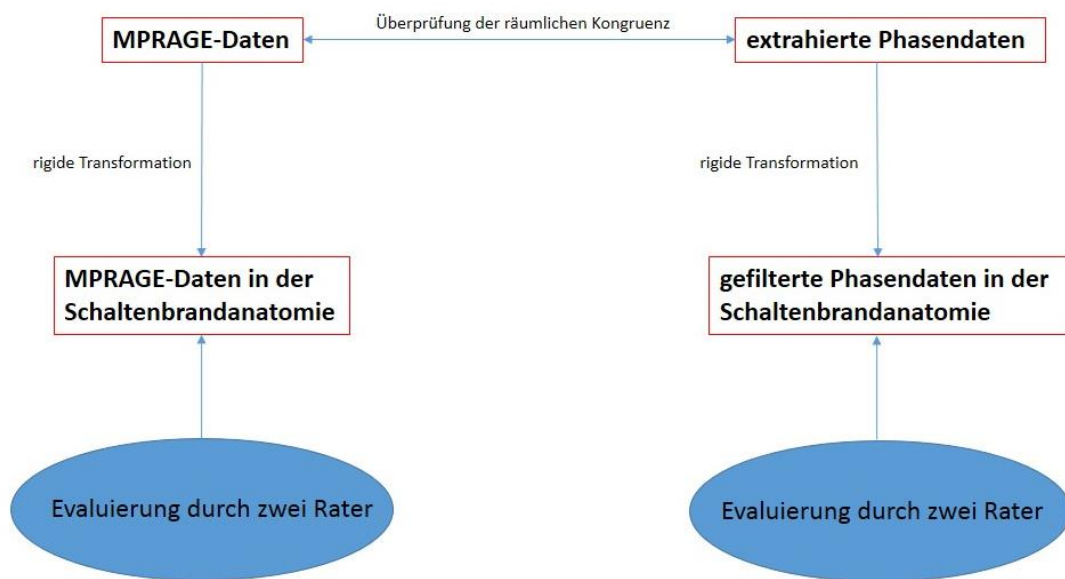 Überprüfung der räumlichen Kongruenz
MPRAGE-Daten
extrahierte Phasendaten
rigide Transformation
rigide Transformation
MPRAGE-Daten in der
Schaltenbrandanatomie
gefilterte Phasendaten in der
Schaltenbrandanatomie
Evaluierung durch zwei Rater
Evaluierung durch zwei Rater